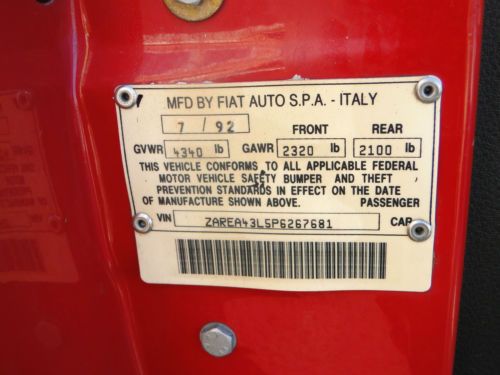 MFD BY FIAT AUTO S.P.A. - ITALY
7 / 92 FRONT REAR
GVWR 4340 lb GAWR 2320 lb 2100 lb
THIS VEHICLE CONFORMS TO ALL APPLICABLE FEDERAL
MOTOR VEHICLE SAFETY BUMPER AND THEFT
PREVENTION STANDARDS IN EFFECT ON THE DATE
OF MANUFACTURE SHOWN ABOVE. PASSENGER
VIN ZAREA43L5P6267681 CAR